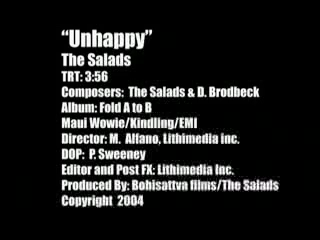 “Unhappy”
The Salads
TRT: 3:56
Composers:  The Salads & D. Brodbeck
Album: Fold A to B
Maui Wowie/Kindling/EMI
Director: M.  Alfano, Lithimedia inc.
DOP:  P. Sweeney
Editor and Post FX: Lithimedia Inc.
Produced By: Bohisattva films/The Salads
Copyright  2004